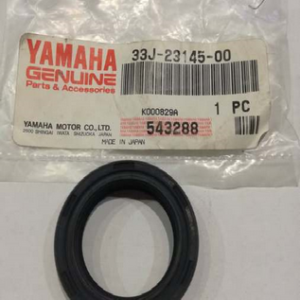 YAMAHA
GENUINE
Parts & Accessories
YAMAHA MOTOR CO., LTD.
MADE IN JAPAN
33J-23145-00
K000829A
1 PC
543288